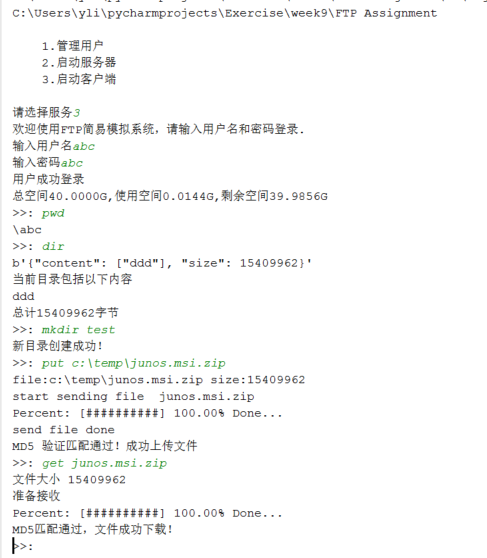 C:\Users\yli\pycharmprojects\Exercise\week9\FTP Assignment
1.管理用户
2.启动服务器
3.启动客户端
请选择服务3
欢迎使用FTP简易模拟系统，请输入用户名和密码登录.
输入用户名abc
输入密码abc
用户成功登录
总空间40.0000G,使用空间0.0144G,剩余空间39.9856G
>>: pwd
\abc
>>: dir
b'{"content": ["ddd"], "size": 15409962}'
当前目录包括以下内容
ddd
总计15409962字节
>>: mkdir test
新目录创建成功！
>>: put c:\temp\junos.msi.zip
file:c:\temp\junos.msi.zip size:15409962
start sending file  junos.msi.zip
Percent: [##########] 100.00% Done...
send file done
MD5 验证匹配通过！成功上传文件
>>: get junos.msi.zip
文件大小 15409962
准备接收
Percent: [##########] 100.00% Done...
MD5匹配通过，文件成功下载！
>>: